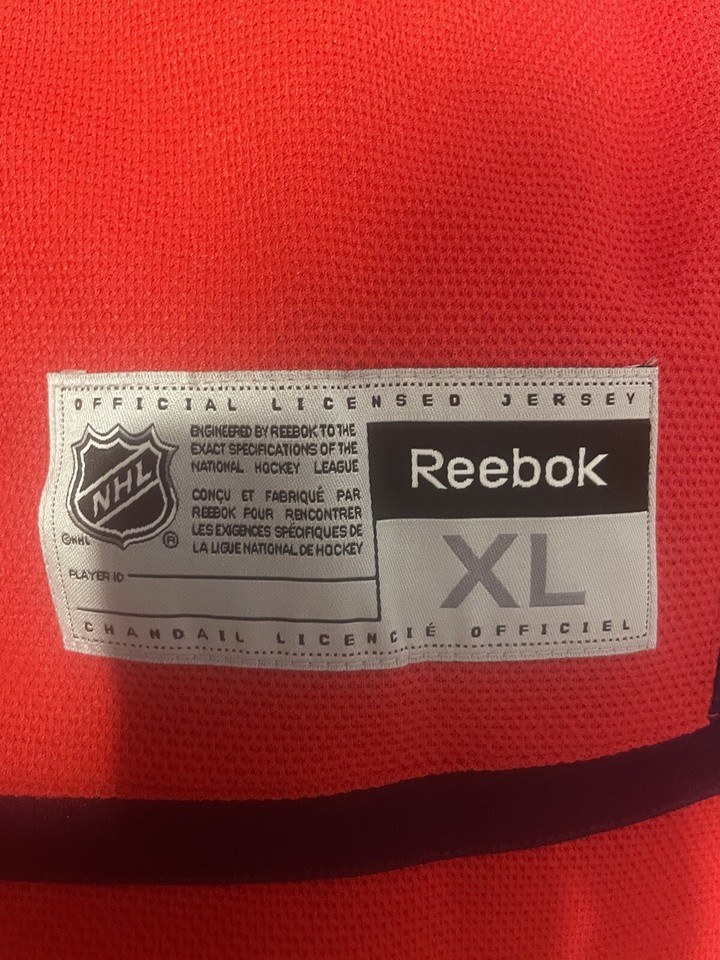 OFFICIAL LICENSED JERSEY
NHL
©NHL
®
ENGINEERED BY REEBOK TO THE
EXACT SPECIFICATIONS OF THE
NATIONAL HOCKEY LEAGUE
CONÇU ET FABRIQUÉ PAR
REEBOK POUR RENCONTRER
LES EXIGENCES SPÉCIFIQUES DE
LA LIGUE NATIONAL DE HOCKEY
PLAYER ID
Reebok
XL
CHANDAIL LICENCIÉ OFFICIEL